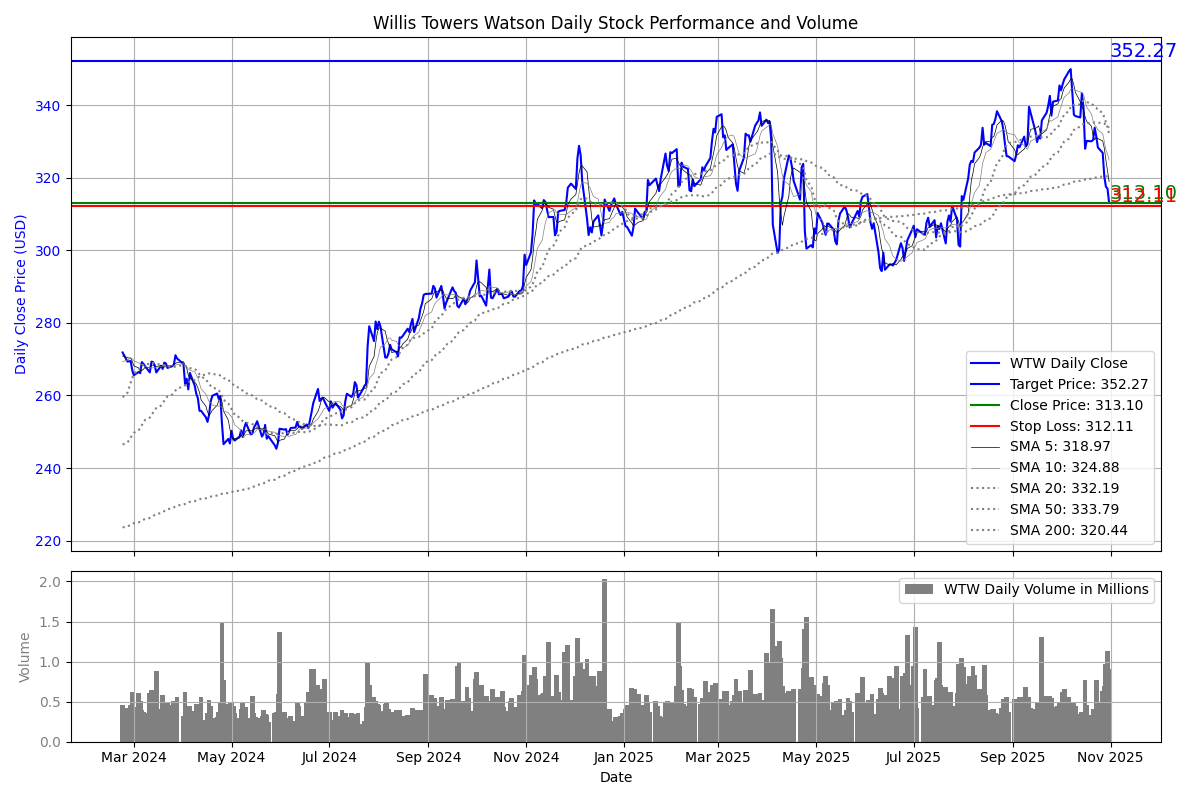 Willis Towers Watson Daily Stock Performance and Volume
352.27
340
320
313.10
312.11
300
280
260
240
220
Daily Close Price (USD)
WTW Daily Close
Target Price: 352.27
Close Price: 313.10
Stop Loss: 312.11
SMA 5: 318.97
SMA 10: 324.88
SMA 20: 332.19
SMA 50: 333.79
SMA 200: 320.44
2.0
1.5
1.0
0.5
0.0
Volume
WTW Daily Volume in Millions
Mar 2024
May 2024
Jul 2024
Sep 2024
Nov 2024
Jan 2025
Mar 2025
May 2025
Jul 2025
Sep 2025
Nov 2025
Date